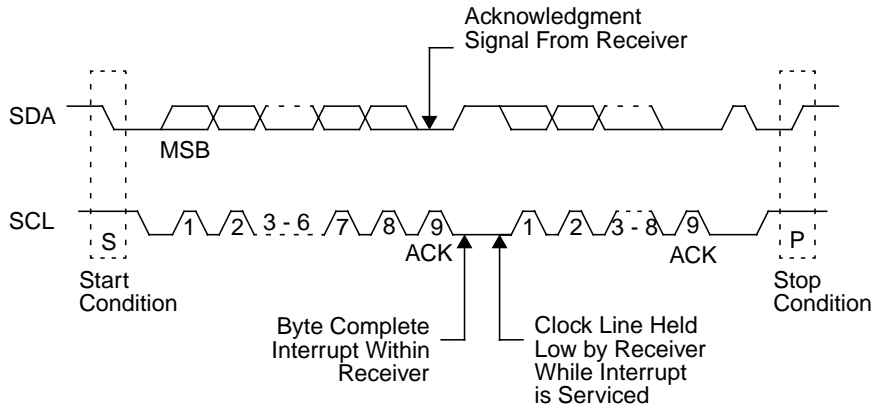 Acknowledgment
Signal From Receiver
SDA
MSB
SCL
S
1 2 3 - 6 7 8 9
ACK
1 2 3 - 8 9
ACK
P
Start
Condition
Stop
Condition
Byte Complete
Interrupt Within
Receiver
Clock Line Held
Low by Receiver
While Interrupt
is Serviced